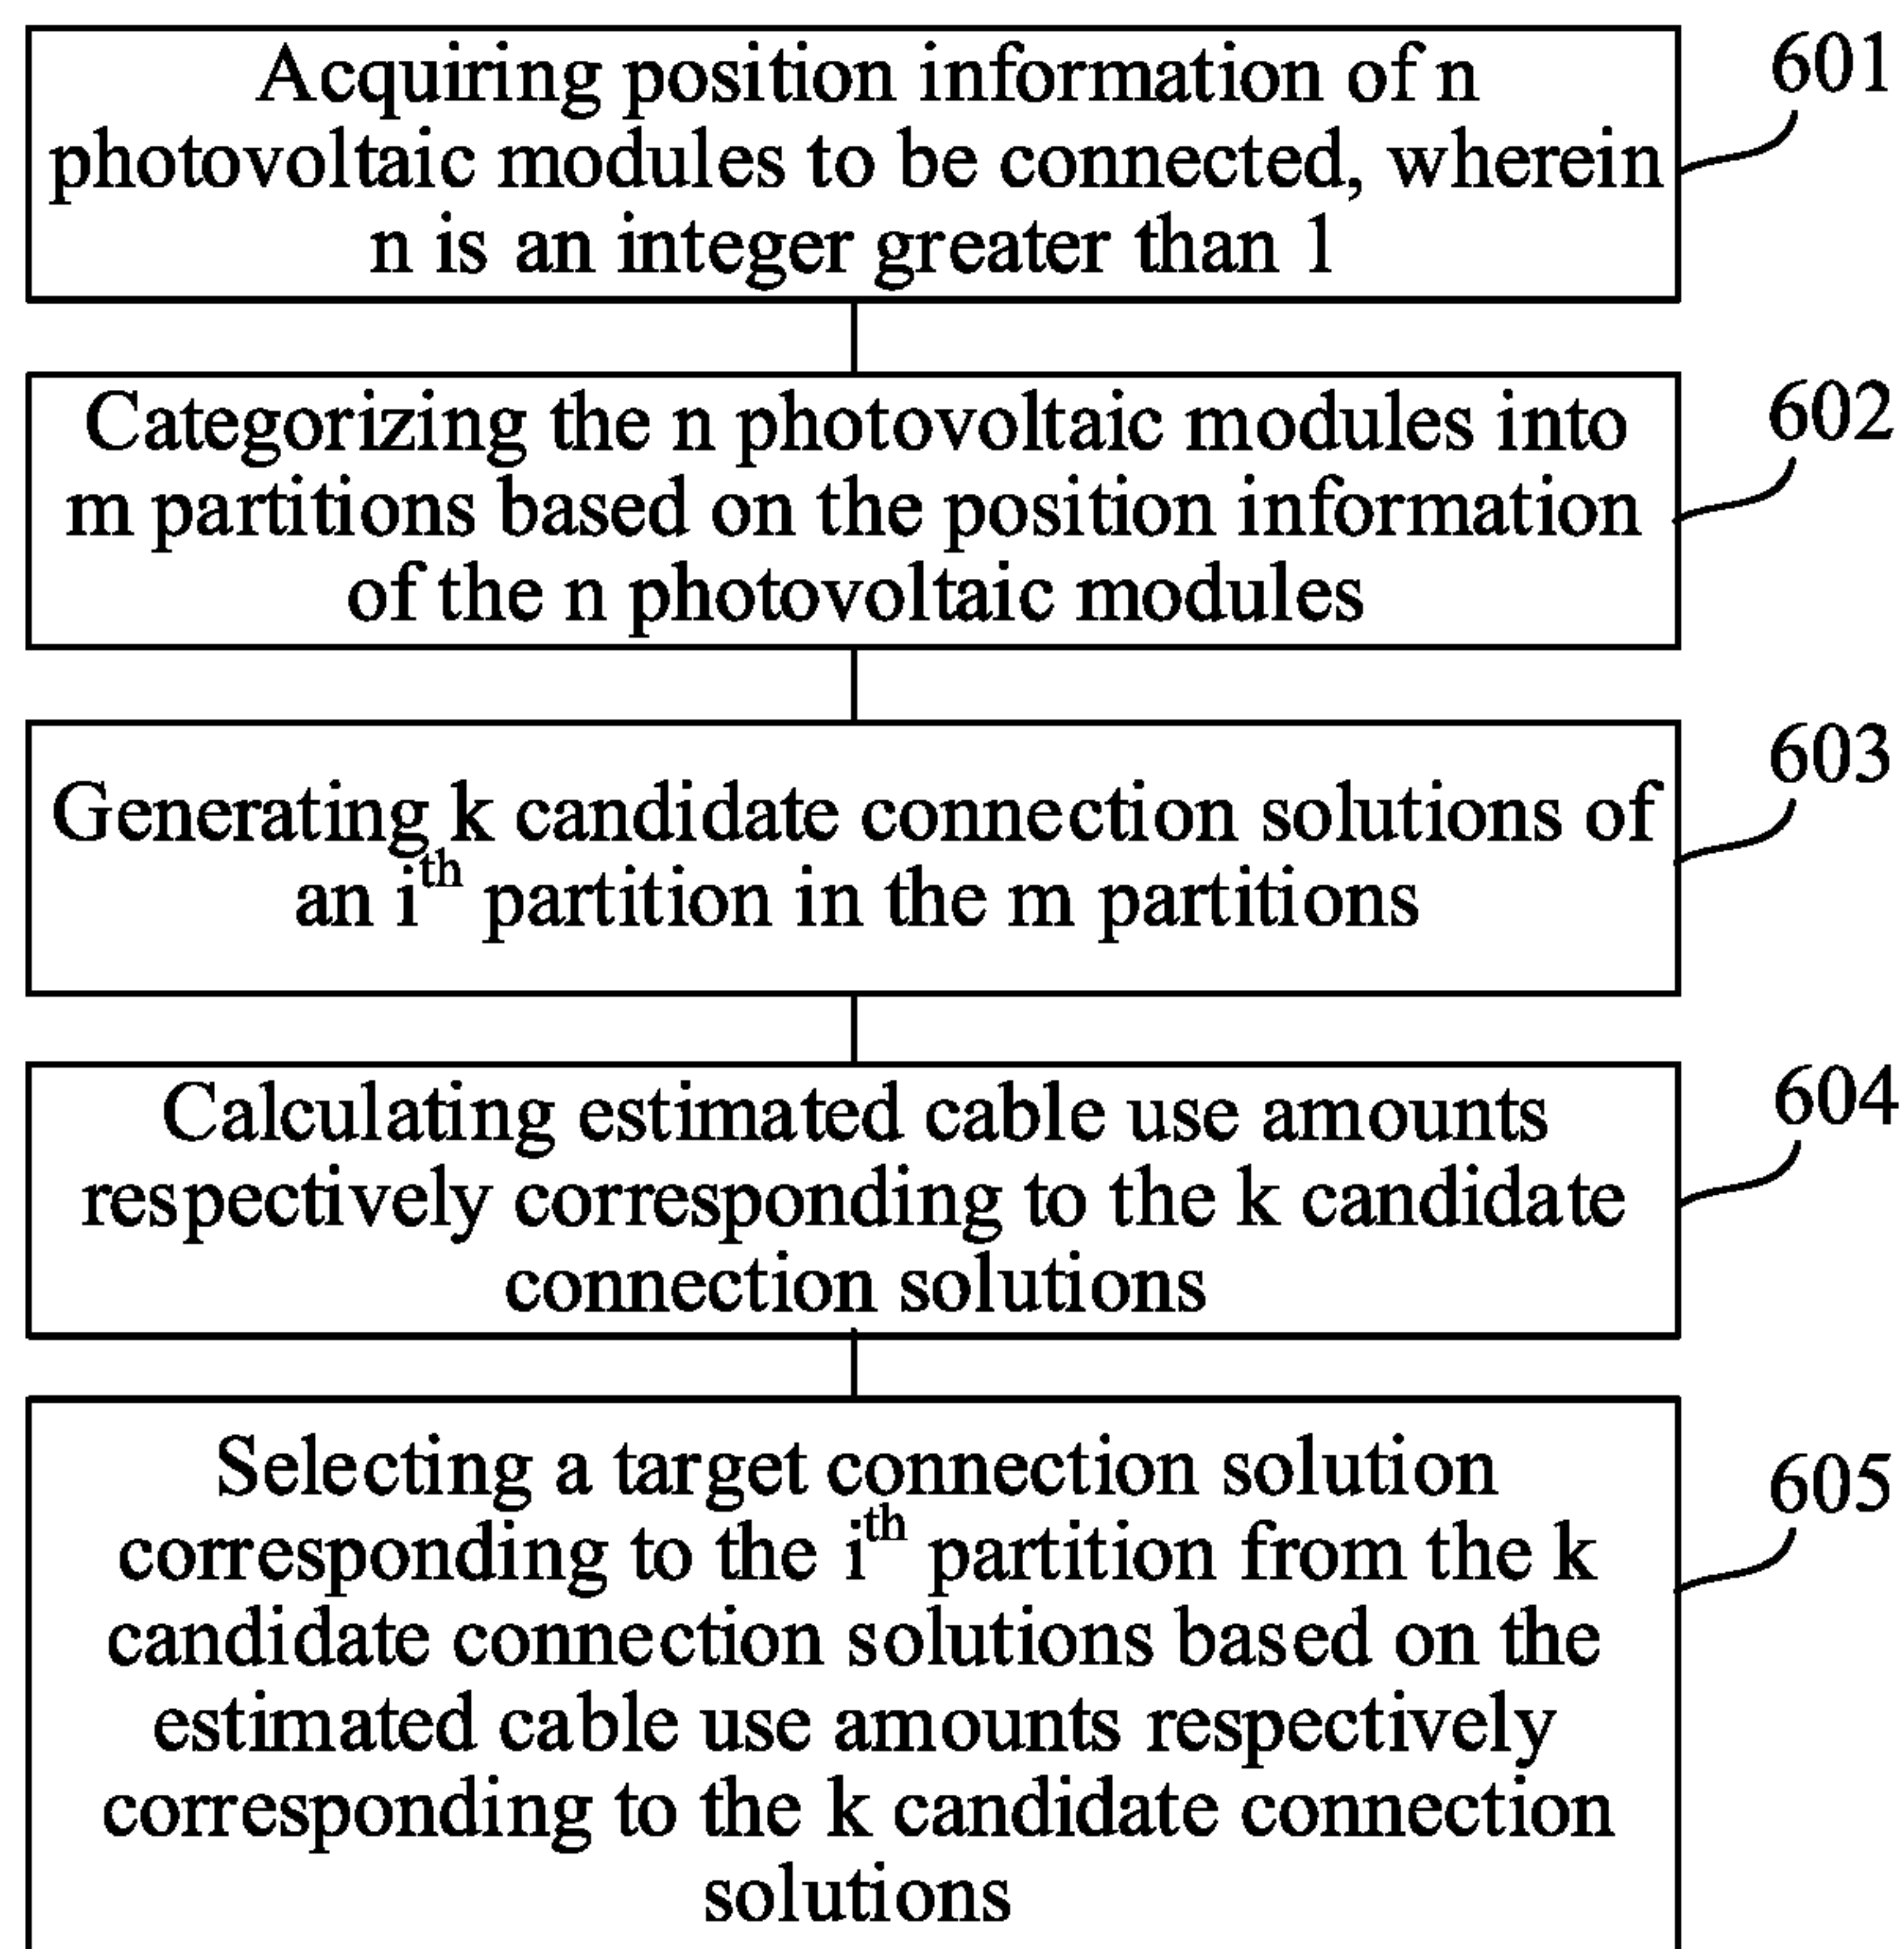 Acquiring position information of n
photovoltaic modules to be connected, wherein
n is an integer greater than 1
601
Categorizing the n photovoltaic modules into
m partitions based on the position information
of the n photovoltaic modules
602
Generating k candidate connection solutions of
an i^th partition in the m partitions
603
Calculating estimated cable use amounts
respectively corresponding to the k candidate
connection solutions
604
Selecting a target connection solution
corresponding to the i^th partition from the k
candidate connection solutions based on the
estimated cable use amounts respectively
corresponding to the k candidate connection
solutions
605